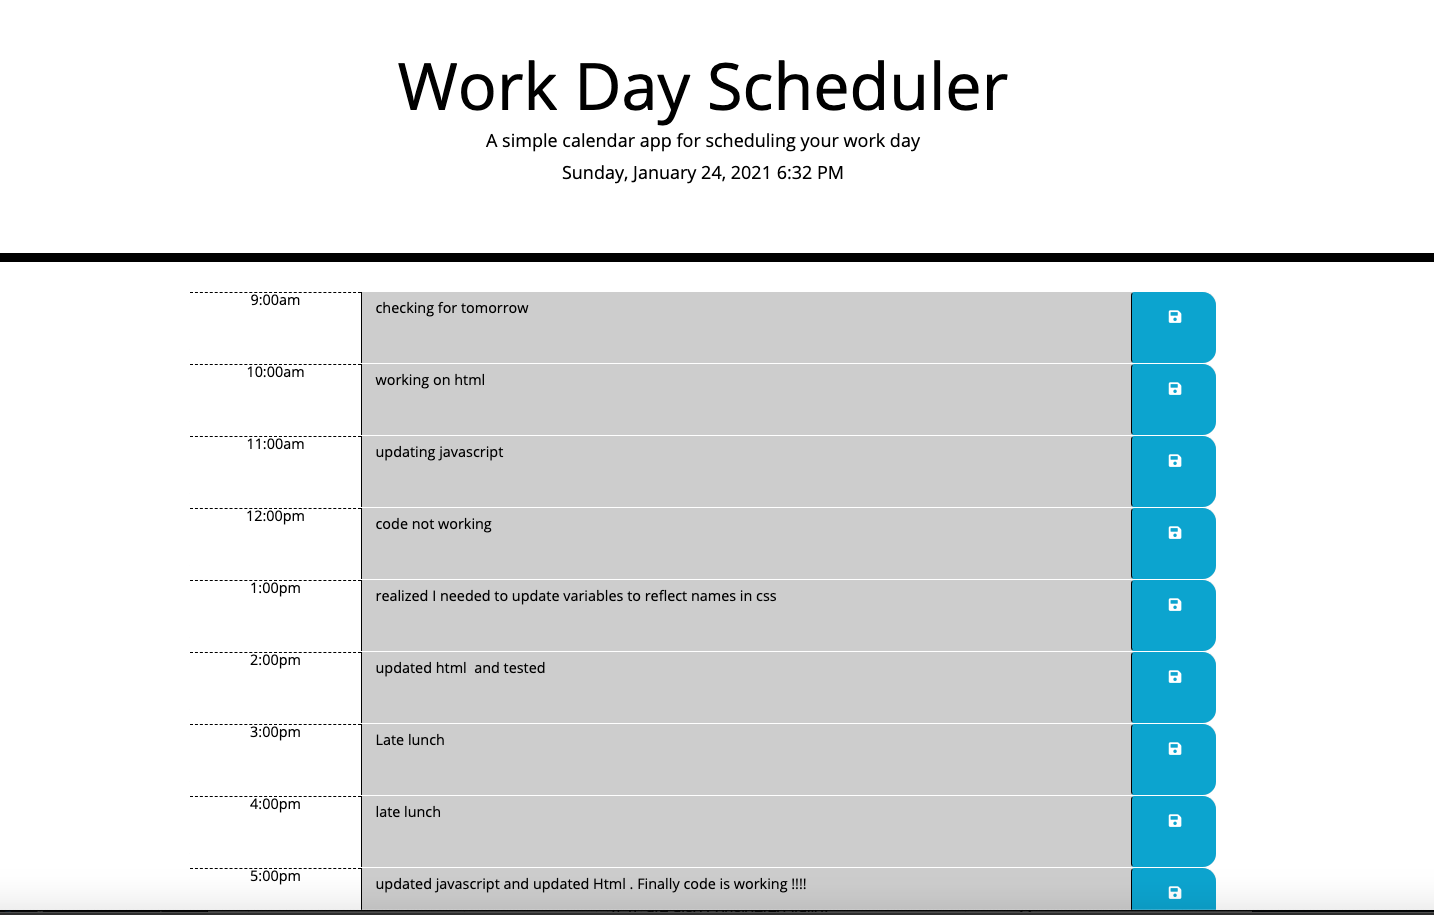 Work Day Scheduler
A simple calendar app for scheduling your work day
Sunday, January 24, 2021 6:32 PM
9:00am checking for tomorrow
10:00am working on html
11:00am updating javascript
12:00pm code not working
1:00pm realized I needed to update variables to reflect names in css
2:00pm updated html  and tested
3:00pm Late lunch
4:00pm late lunch
5:00pm updated javascript and updated Html . Finally code is working !!!!